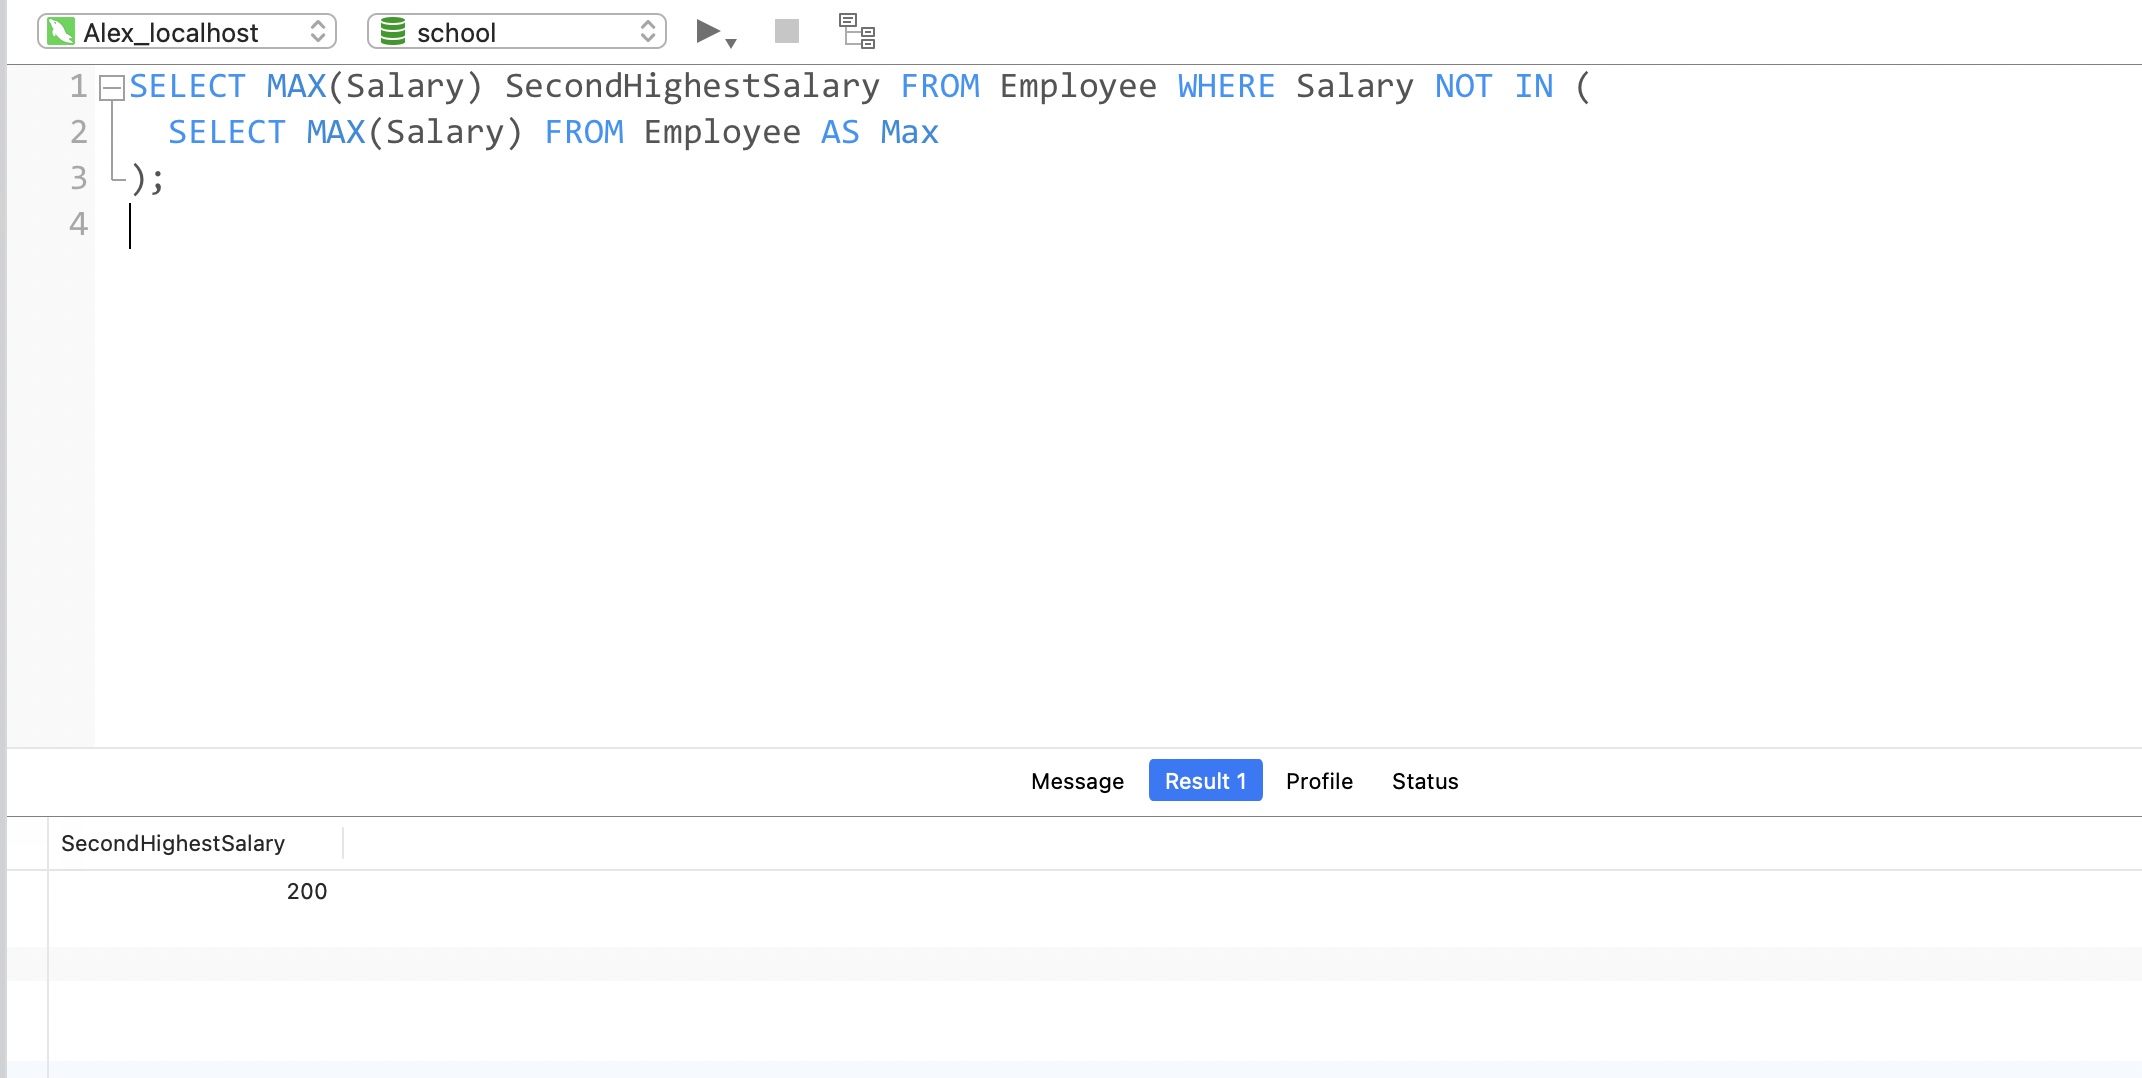 Alex_localhost school
1 SELECT MAX(Salary) SecondHighestSalary FROM Employee WHERE Salary NOT IN (
2 SELECT MAX(Salary) FROM Employee AS Max
3 );
4
Message Result 1 Profile Status
SecondHighestSalary
200